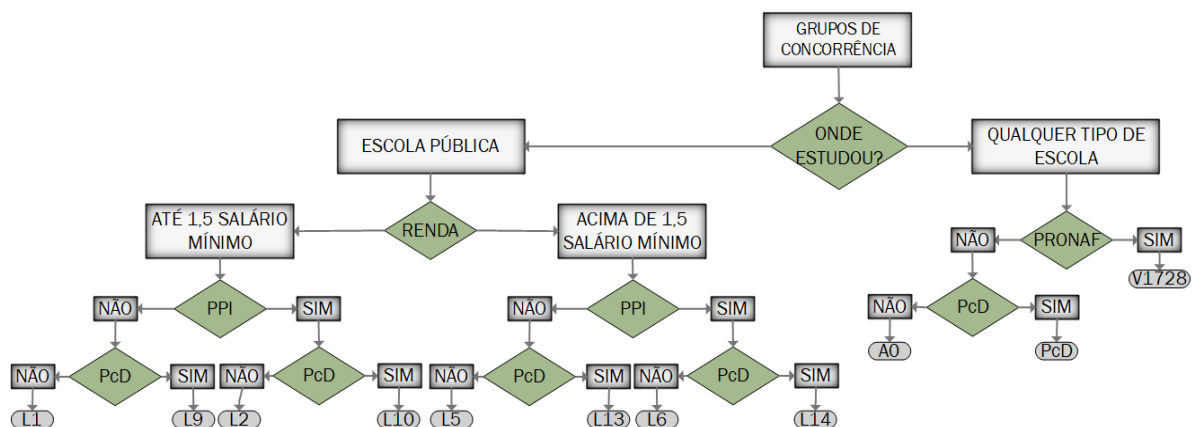 GRUPOS DE
CONCORRÊNCIA
ONDE
ESTUDOU?
ESCOLA PÚBLICA
QUALQUER TIPO DE
ESCOLA
ATÉ 1,5 SALÁRIO
MÍNIMO
RENDA
ACIMA DE 1,5
SALÁRIO MÍNIMO
NÃO
PRONAF
SIM
V1728
NÃO
PPI
SIM
NÃO
PPI
SIM
NÃO
PcD
SIM
A0
PcD
NÃO
PcD
SIM
NÃO
PcD
SIM
NÃO
PcD
SIM
NÃO
PcD
SIM
L1
L9
L2
L10
L5
L13
L6
L14